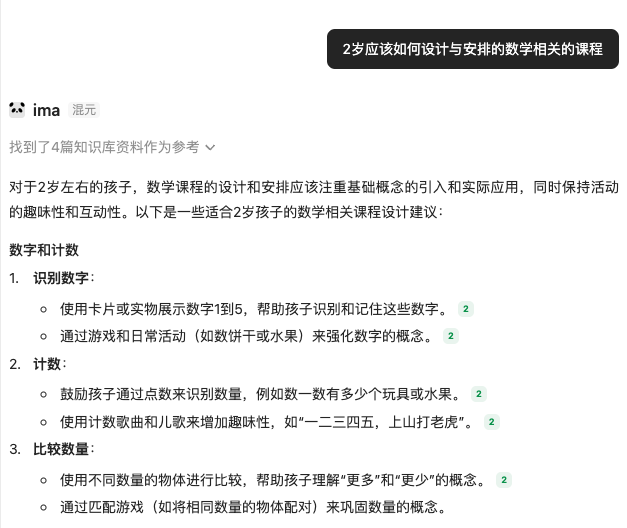 2岁应该如何设计与安排的数学相关的课程
ima 混元
找到了4篇知识库资料作为参考
对于2岁左右的孩子，数学课程的设计和安排应该注重基础概念的引入和实际应用，同时保持活动
的趣味性和互动性。以下是一些适合2岁孩子的数学相关课程设计建议：
数字和计数
1. 识别数字：
使用卡片或实物展示数字1到5，帮助孩子识别和记住这些数字。 2
通过游戏和日常活动（如数饼干或水果）来强化数字的概念。 2
2. 计数：
鼓励孩子通过点数来识别数量，例如数一数有多少个玩具或水果。 2
使用计数歌曲和儿歌来增加趣味性，如“一二三四五，上山打老虎”。 2
3. 比较数量：
使用不同数量的物体进行比较，帮助孩子理解“更多”和“更少”的概念。 2
通过匹配游戏（如将相同数量的物体配对）来巩固数量的概念。